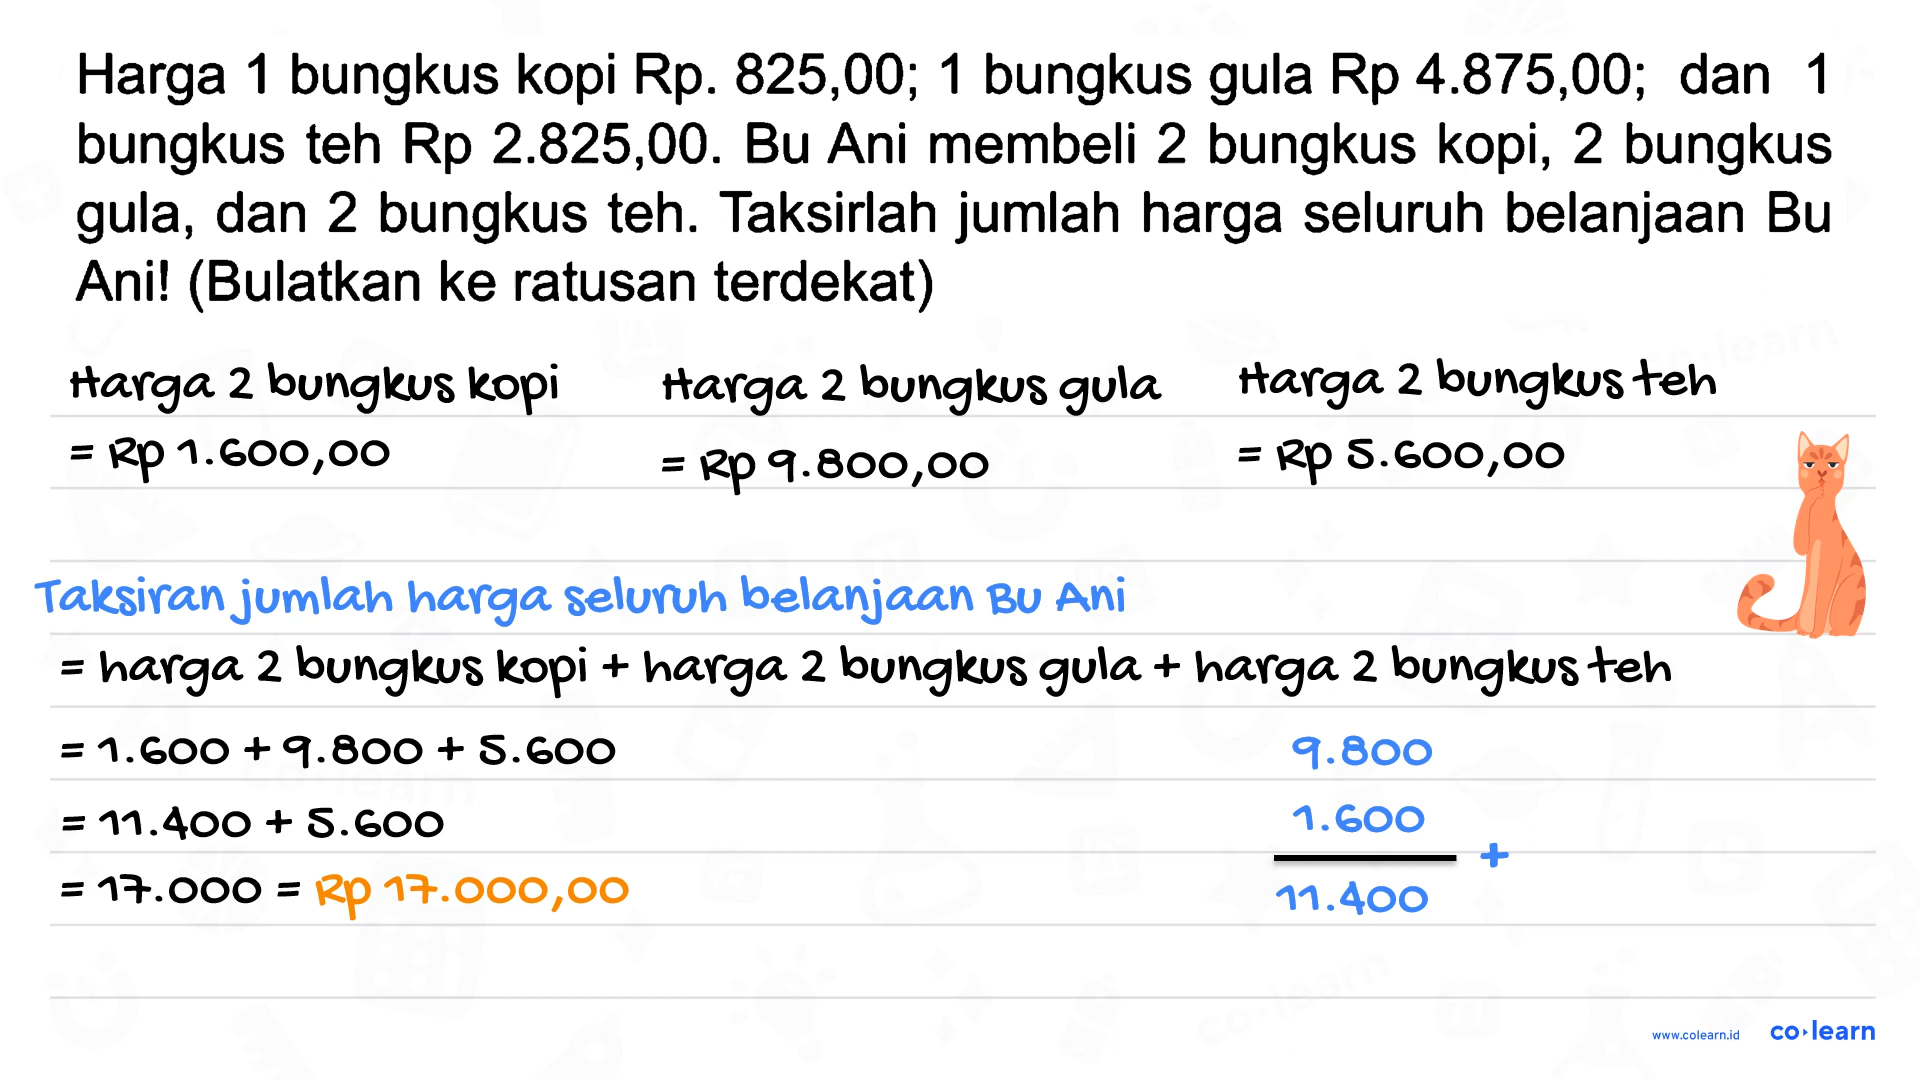 Harga 1 bungkus kopi Rp. 825,00; 1 bungkus gula Rp 4.875,00; dan 1
bungkus teh Rp 2.825,00. Bu Ani membeli 2 bungkus kopi, 2 bungkus
gula, dan 2 bungkus teh. Taksirlah jumlah harga seluruh belanjaan Bu
Ani! (Bulatkan ke ratusan terdekat)
Harga 2 bungkus kopi
= Rp 1.600,00
Harga 2 bungkus gula
= Rp 9.800,00
Harga 2 bungkus teh
= Rp 5.600,00
Taksiran jumlah harga seluruh belanjaan Bu Ani
= harga 2 bungkus kopi + harga 2 bungkus gula + harga 2 bungkus teh
= 1.600 + 9.800 + 5.600
= 11.400 + 5.600
= 17.000 = Rp 17.000,00
9.800
1.600
+
11.400
www.colearn.id co learn